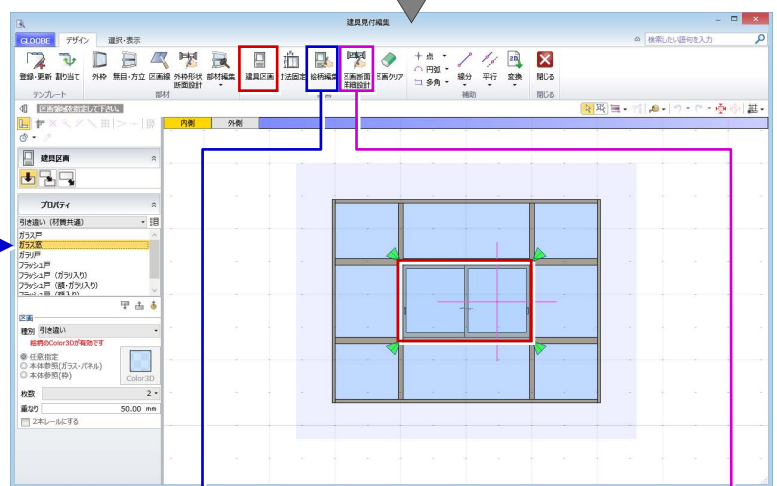 建具見付編集
GLOOBE デザイン 選択・表示
検索したい語句を入力
登録・更新 割り当て 外枠 無目・方立 区画線 外枠形状 断面設計 部材編集 建具区画 寸法固定 絵柄編集 区画断面 詳細設計 区画クリア
点
円弧
多角
線分 平行 変換 閉じる
テンプレート 部材 補助 閉じる
区画領域を指定して下さい。
内側 外側
建具区画
プロパティ
引き違い（材質共通）
ガラス戸
ガラス窓
ガラリ戸
フラッシュ戸
フラッシュ戸（ガラリ入り）
フラッシュ戸（額・ガラリ入り）
区画
種別 引き違い
絵柄のColor3Dが有効です
任意指定
本体参照(ガラス・パネル)
本体参照(枠)
Color3D
枚数 2
重なり 50.00 mm
2本レールにする